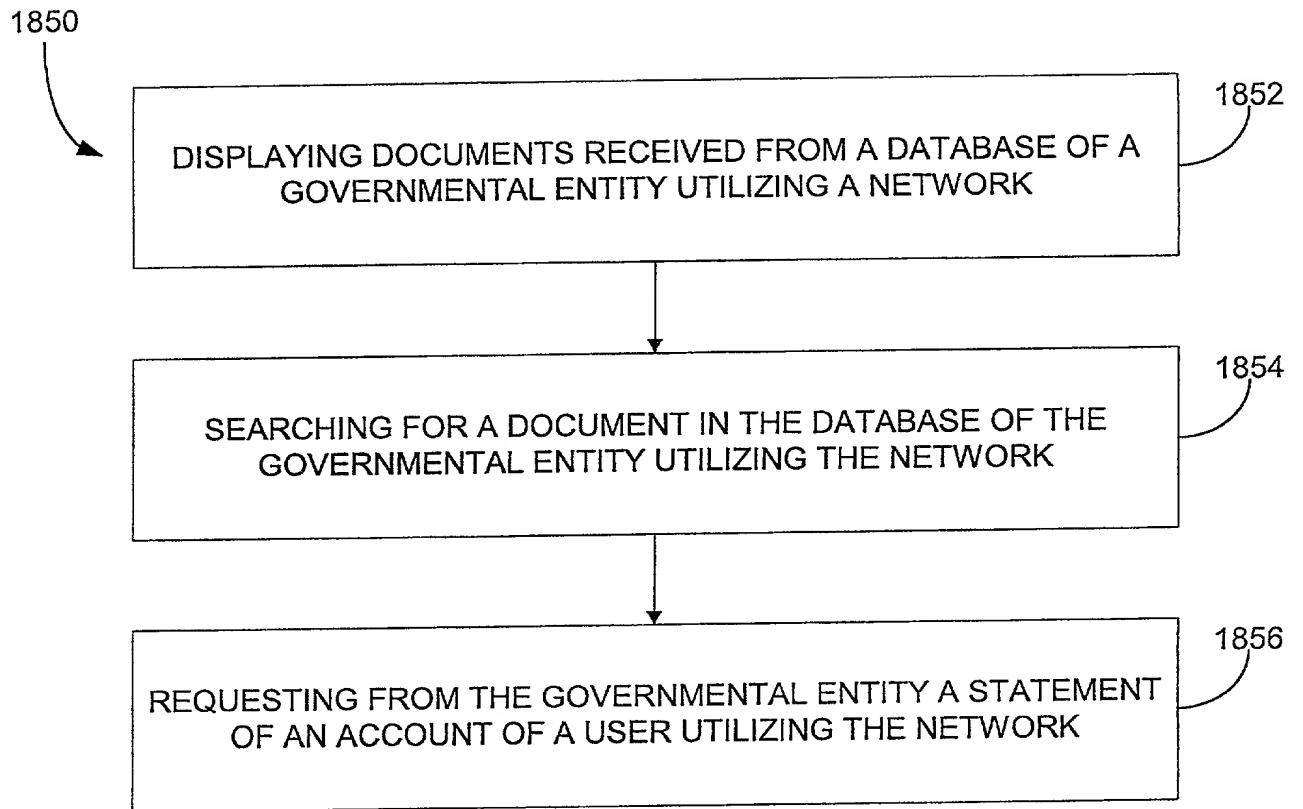 1850
1852
DISPLAYING DOCUMENTS RECEIVED FROM A DATABASE OF A
GOVERNMENTAL ENTITY UTILIZING A NETWORK
1854
SEARCHING FOR A DOCUMENT IN THE DATABASE OF THE
GOVERNMENTAL ENTITY UTILIZING THE NETWORK
1856
REQUESTING FROM THE GOVERNMENTAL ENTITY A STATEMENT
OF AN ACCOUNT OF A USER UTILIZING THE NETWORK